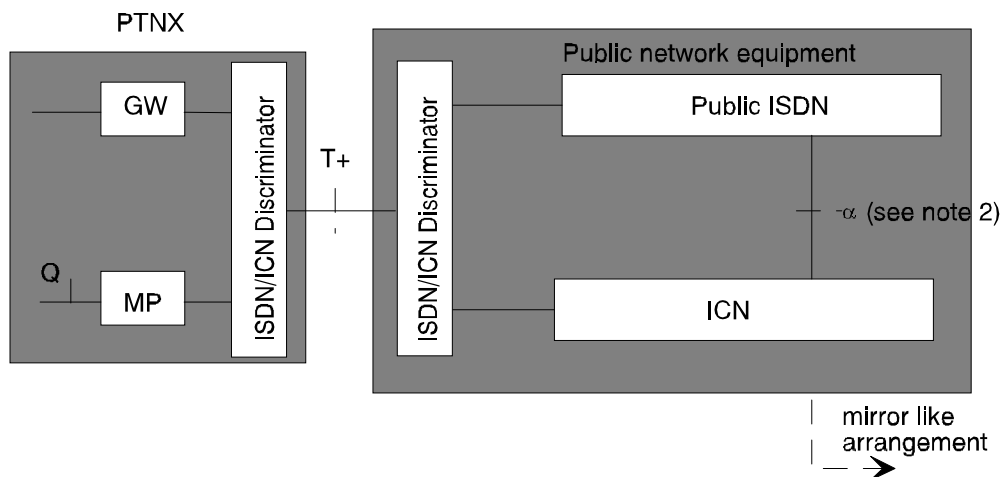 PTNX
Public network equipment
GW
Public ISDN
ISDN/ICN Discriminator
T+
ISDN/ICN Discriminator
-α (see note 2)
Q
MP
ICN
mirror like
arrangement